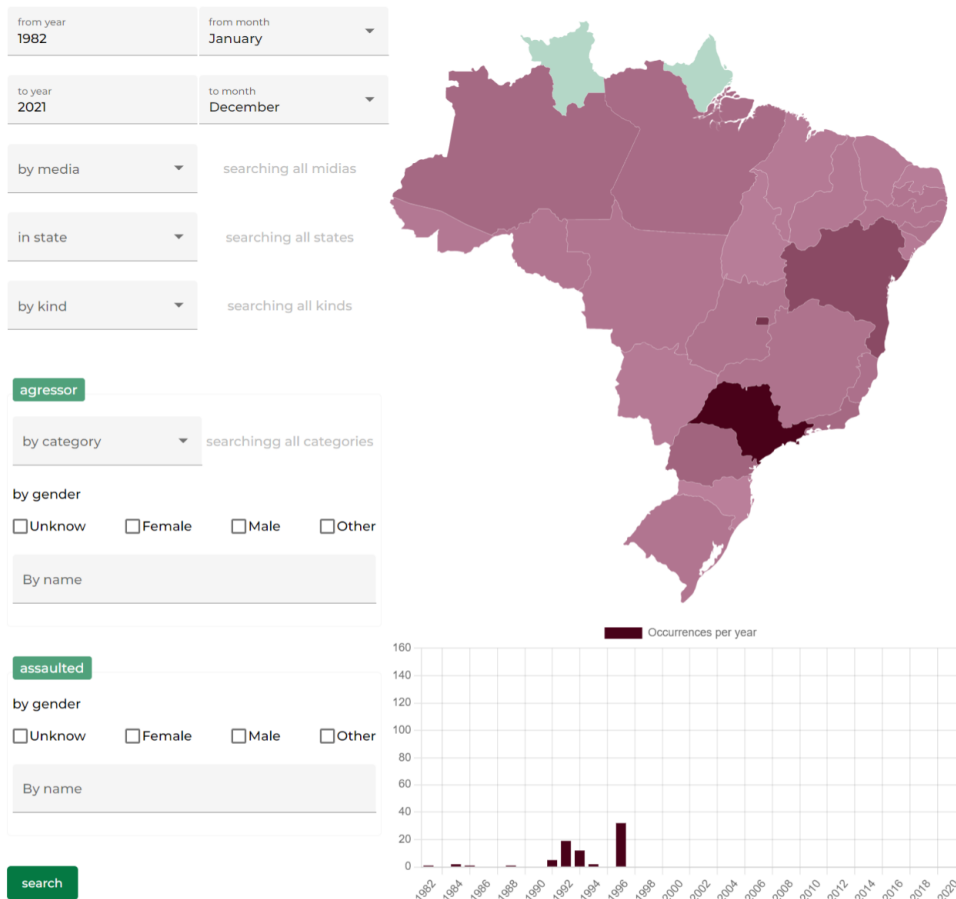 from year
1982
from month
January
to year
2021
to month
December
by media
searching all midias
in state
searching all states
by kind
searching all kinds
agressor
by category
searchingg all categories
by gender
Unknow Female Male Other
By name
assaulted
by gender
Unknow Female Male Other
By name
search
Occurrences per year
160
140
120
100
80
60
40
20
0
1982 1984 1986 1988 1990 1992 1994 1996 1998 2000 2002 2004 2006 2008 2010 2012 2014 2016 2018 2020